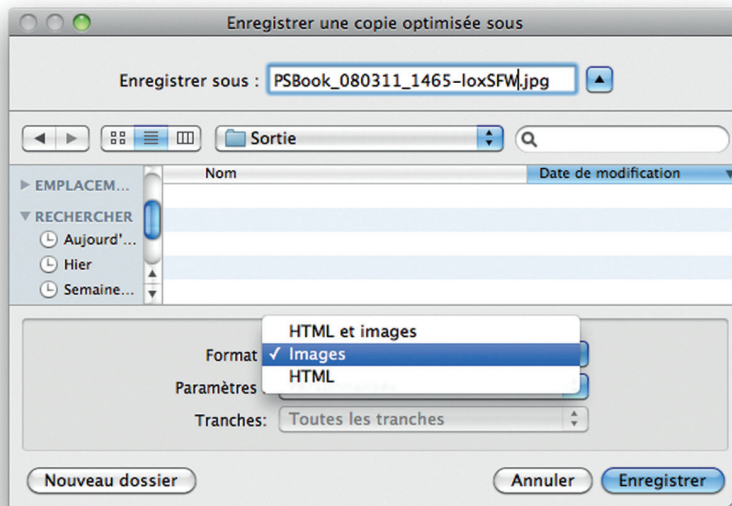 Enregistrer une copie optimisée sous
Enregistrer sous : PSBook_080311_1465-loxSFW.jpg
Sortie
Nom Date de modification
EMPLACEM...
RECHERCHER
Aujourd'...
Hier
Semaine...
HTML et images
Format ✓ Images
HTML
Paramètres :
Tranches: Toutes les tranches
Nouveau dossier Annuler Enregistrer